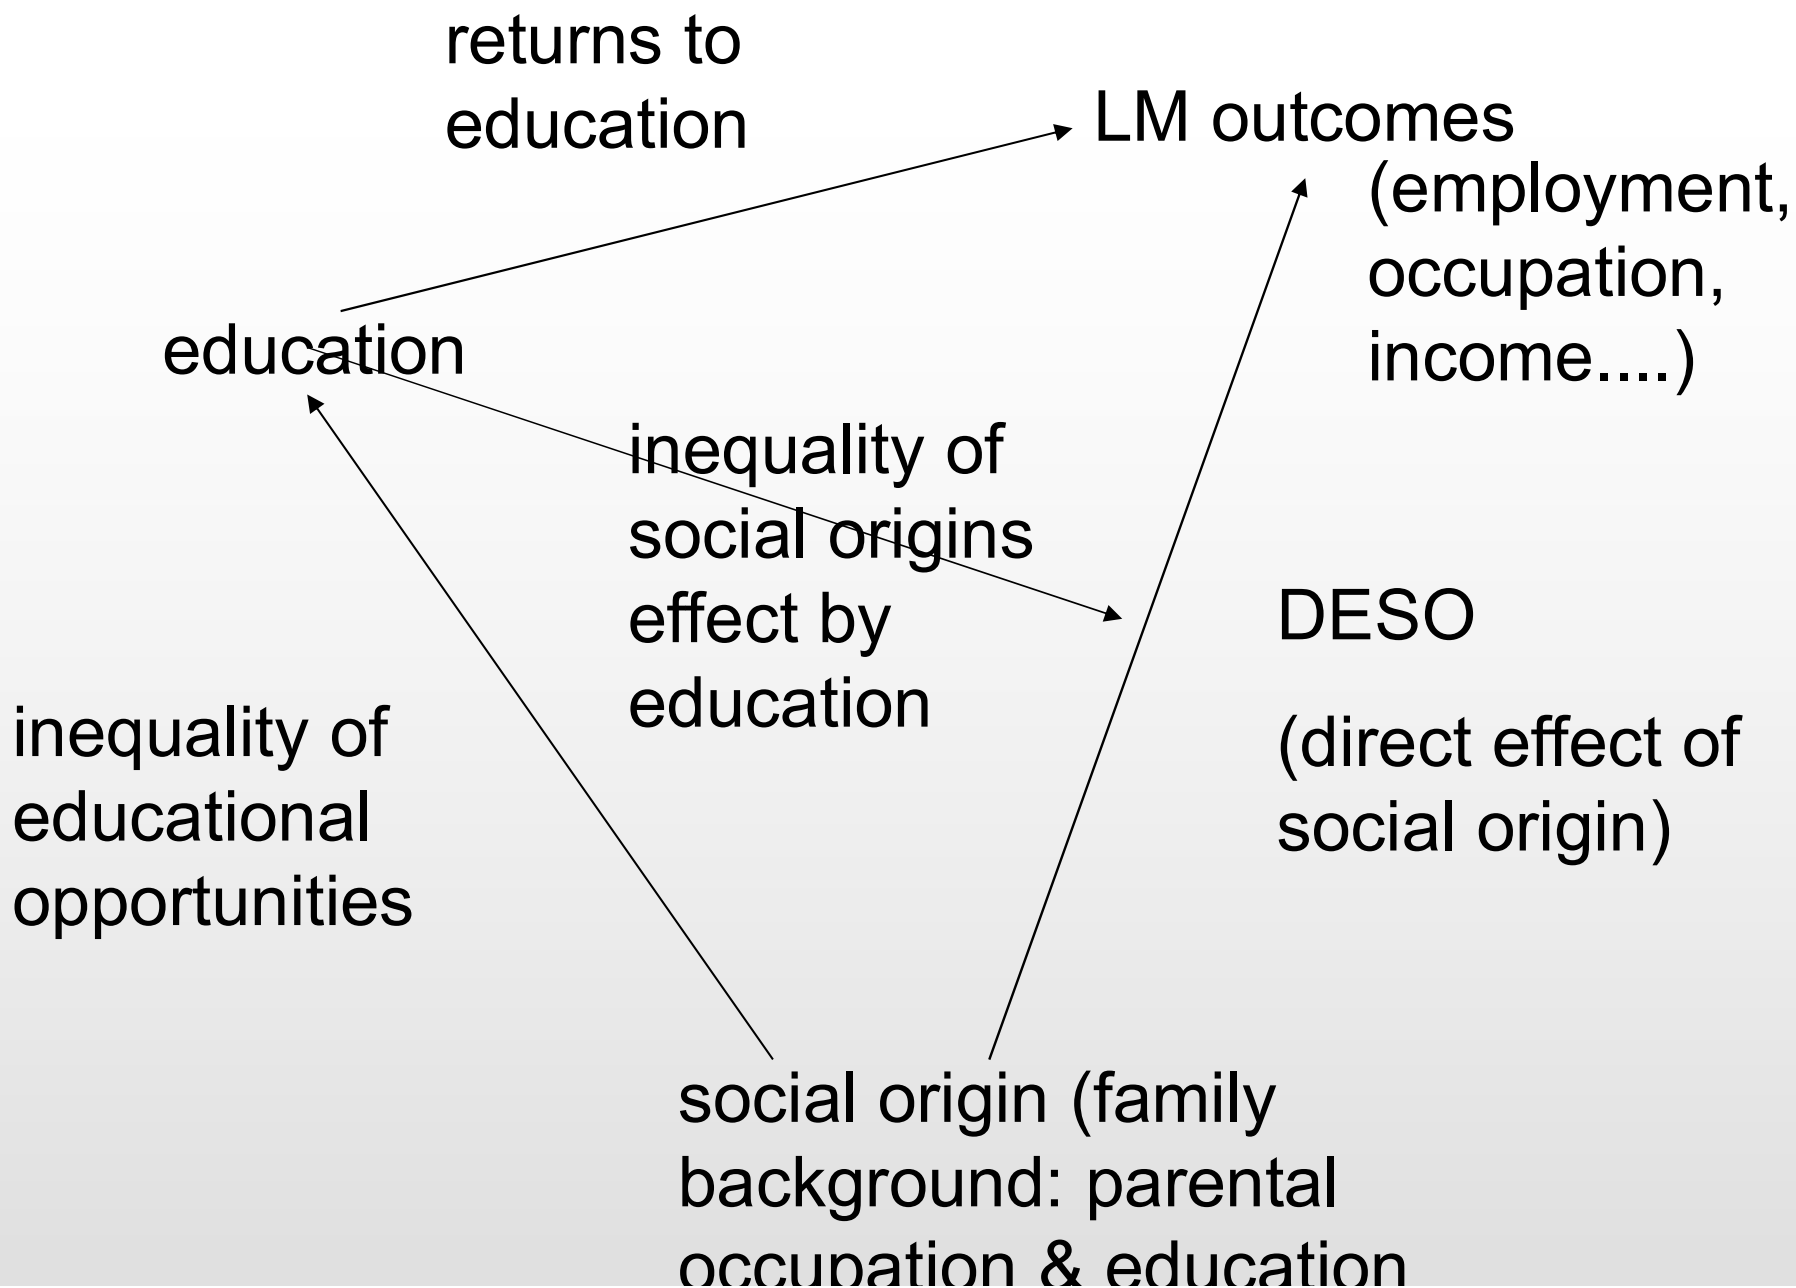 returns to
education
LM outcomes
(employment,
occupation,
income....)
education
inequality of
social origins
effect by
education
DESO
(direct effect of
social origin)
inequality of
educational
opportunities
social origin (family
background: parental
occupation & education